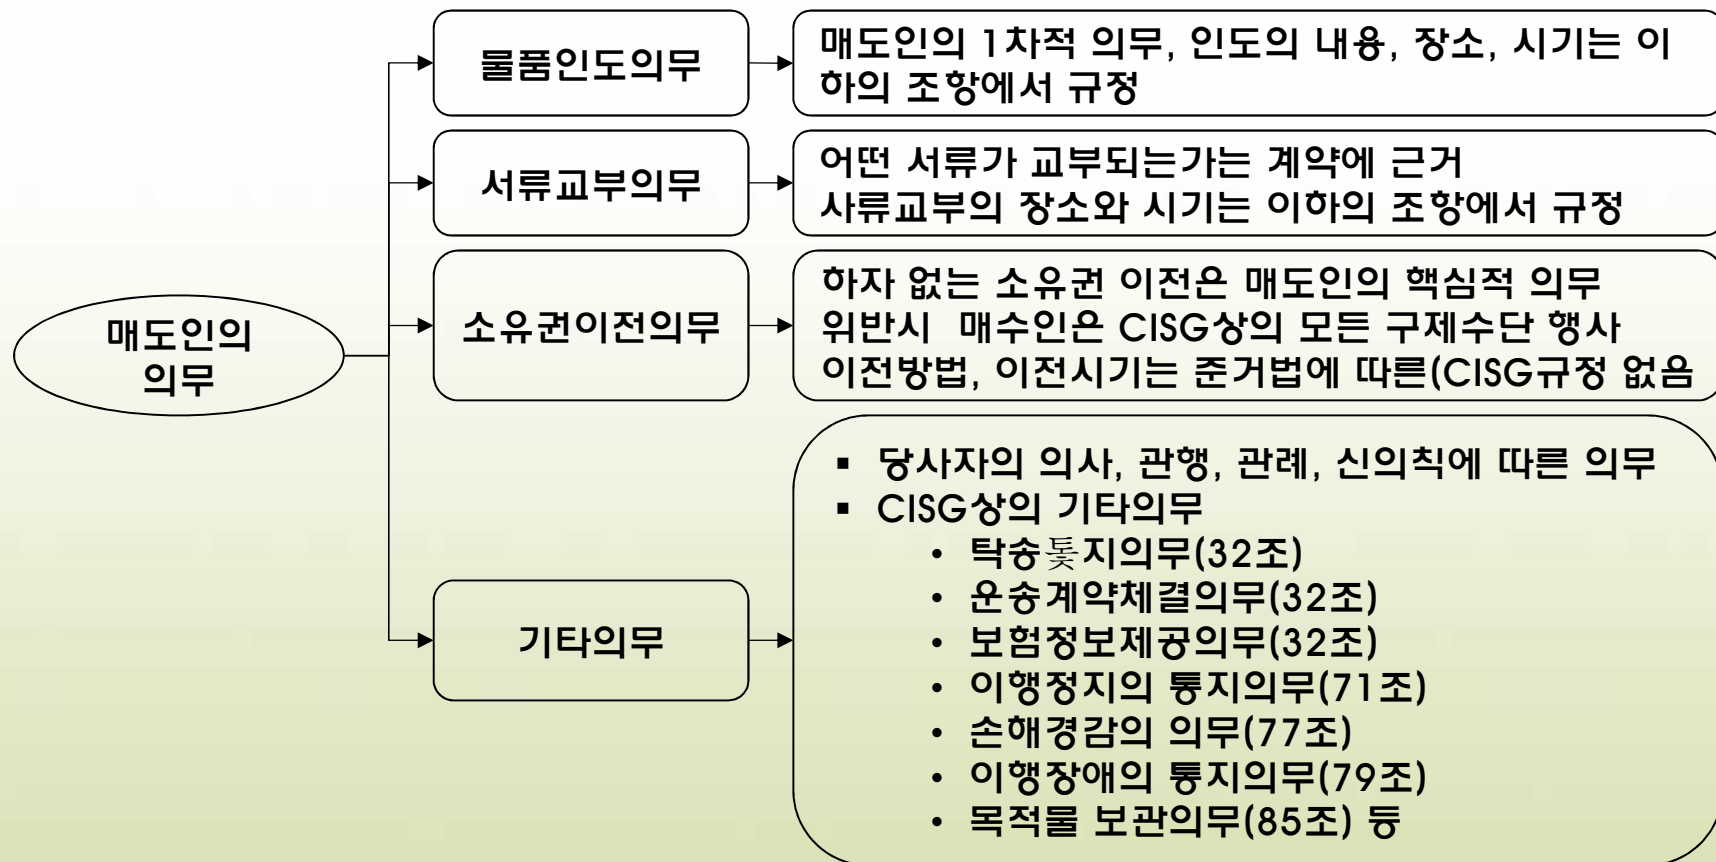 매도인의
의무
물품인도의무
매도인의 1차적 의무, 인도의 내용, 장소, 시기는 이
하의 조항에서 규정
서류교부의무
어떤 서류가 교부되는가는 계약에 근거
사류교부의 장소와 시기는 이하의 조항에서 규정
소유권이전의무
하자 없는 소유권 이전은 매도인의 핵심적 의무
위반시 매수인은 CISG상의 모든 구제수단 행사
이전방법, 이전시기는 준거법에 따른(CISG규정 없음
기타의무
▪ 당사자의 의사, 관행, 관례, 신의칙에 따른 의무
▪ CISG상의 기타의무
• 탁송톷지의무(32조)
• 운송계약체결의무(32조)
• 보험정보제공의무(32조)
• 이행정지의 통지의무(71조)
• 손해경감의 의무(77조)
• 이행장애의 통지의무(79조)
• 목적물 보관의무(85조) 등